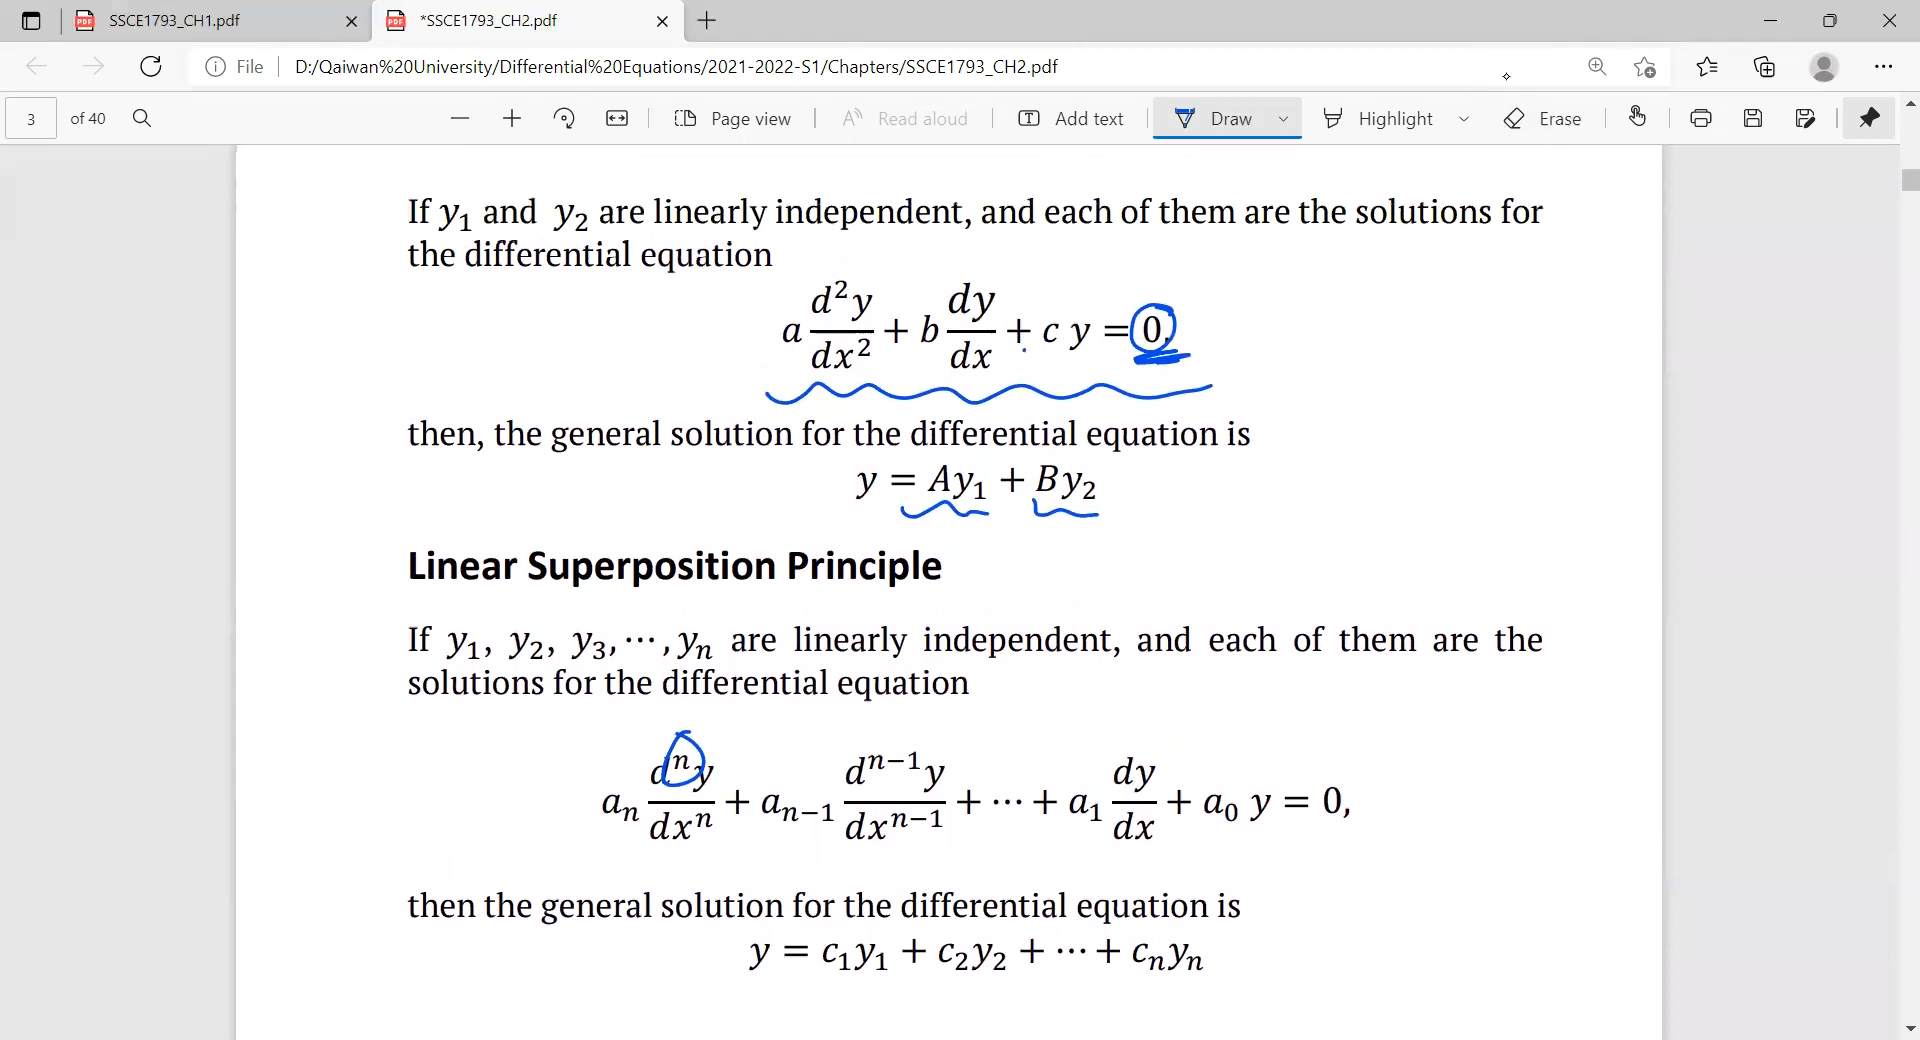 SSCE1793_CH1.pdf *SSCE1793_CH2.pdf
File D:/Qaiwan%20University/Differential%20Equations/2021-2022-S1/Chapters/SSCE1793_CH2.pdf
3 of 40 Page view Read aloud Add text Draw Highlight Erase
If y₁ and y₂ are linearly independent, and each of them are the solutions for
the differential equation
a d²y/dx² + b dy/dx + c y = 0,
then, the general solution for the differential equation is
y = Ay₁ + By₂
Linear Superposition Principle
If y₁, y₂, y₃, ⋯ , yₙ are linearly independent, and each of them are the
solutions for the differential equation
aₙ dⁿy/dxⁿ + aₙ₋₁ dⁿ⁻¹y/dxⁿ⁻¹ + ⋯ + a₁ dy/dx + a₀ y = 0,
then the general solution for the differential equation is
y = c₁y₁ + c₂y₂ + ⋯ + cₙyₙ